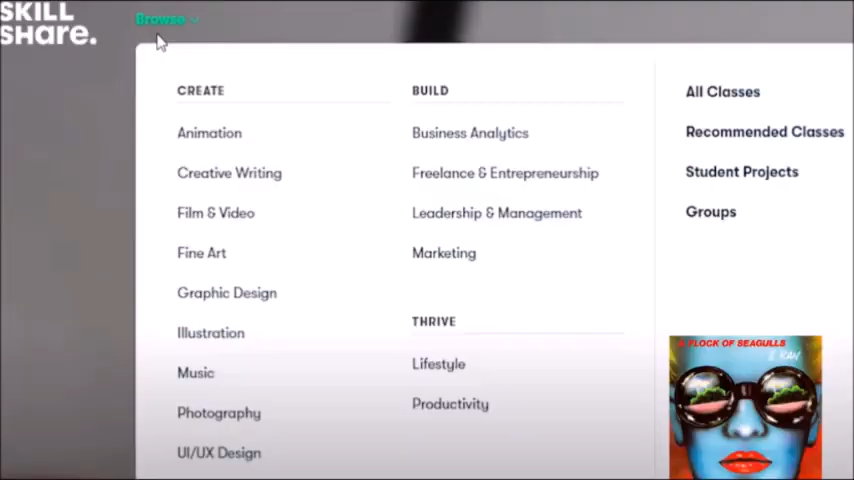 SKILL
SHare.
Browse
CREATE
Animation
Creative Writing
Film & Video
Fine Art
Graphic Design
Illustration
Music
Photography
UI/UX Design
BUILD
Business Analytics
Freelance & Entrepreneurship
Leadership & Management
Marketing
THRIVE
Lifestyle
Productivity
All Classes
Recommended Classes
Student Projects
Groups
A FLOCK OF SEAGULLS